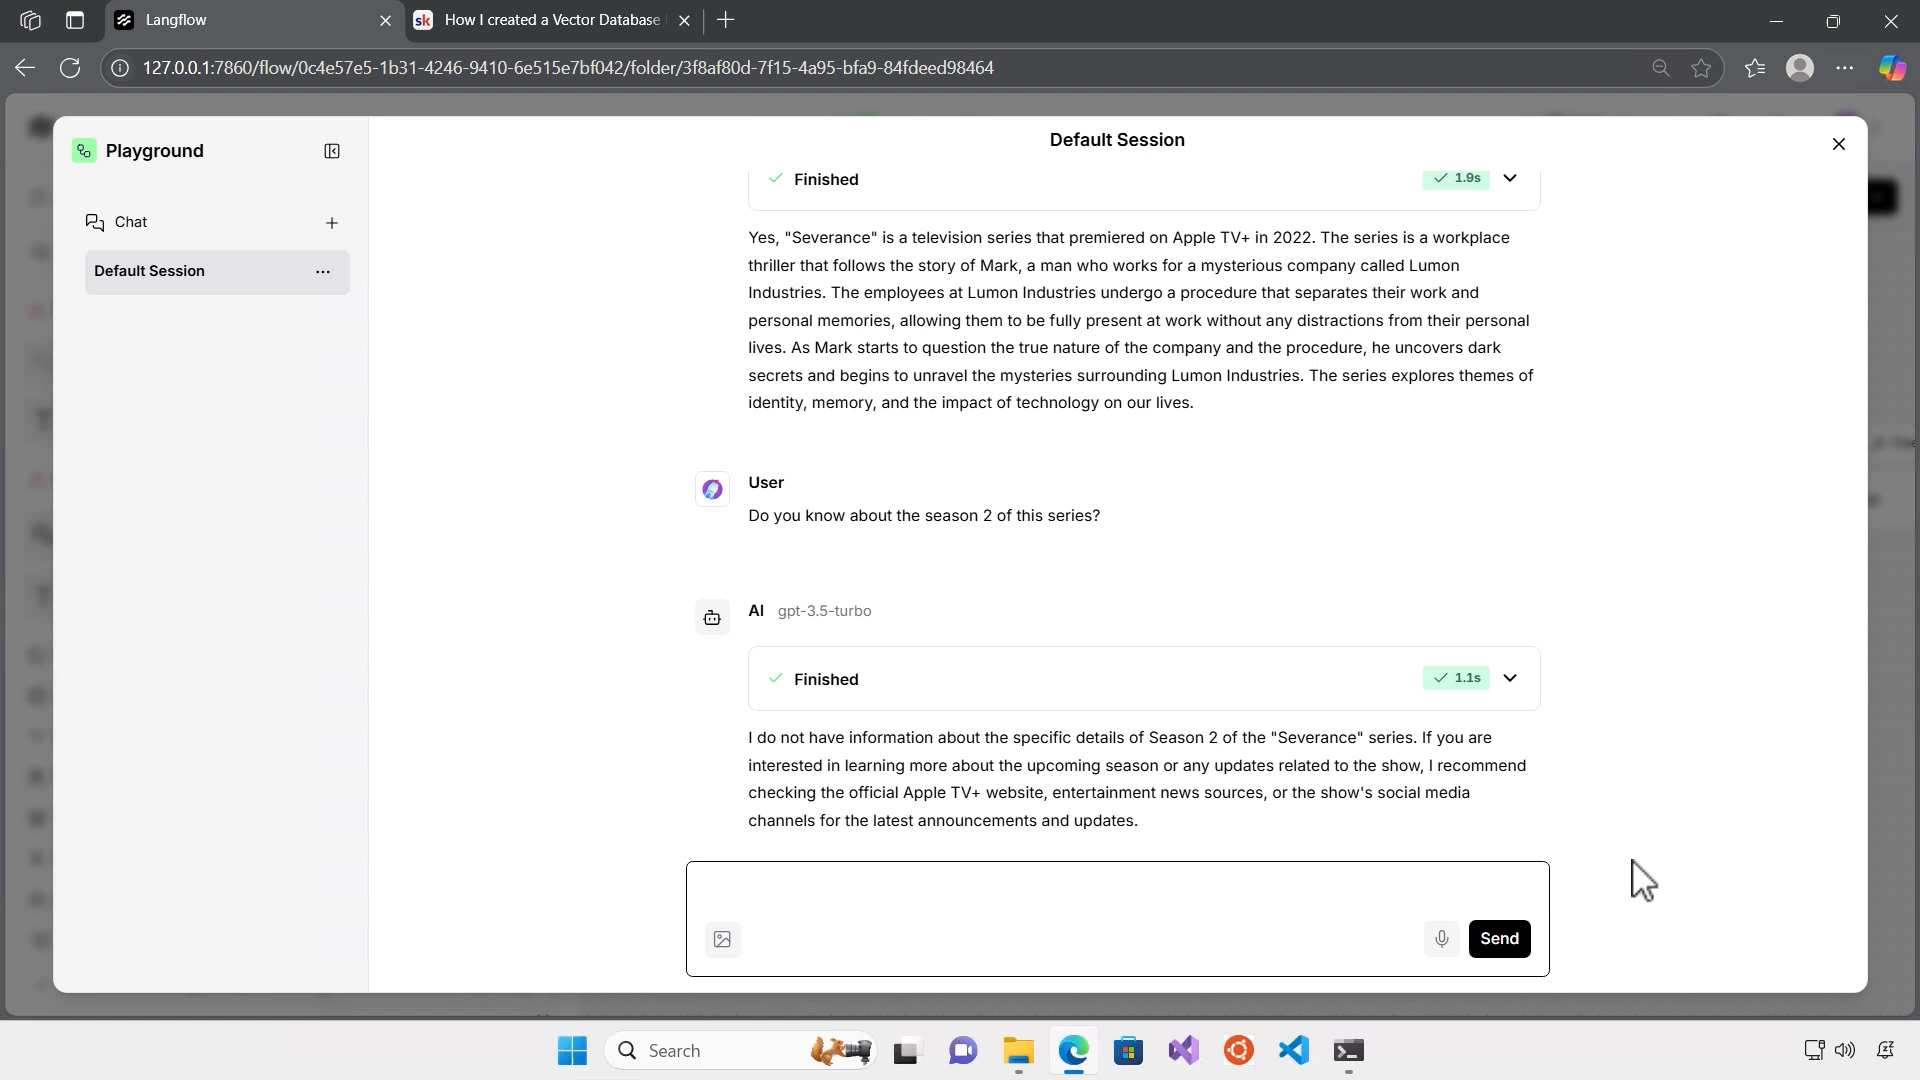 Langflow
sk How I created a Vector Database
127.0.0.1:7860/flow/0c4e57e5-1b31-4246-9410-6e515e7bf042/folder/3f8af80d-7f15-4a95-bfa9-84fdeed98464
Playground
Default Session
Chat
Default Session
Finished
1.9s
Yes, "Severance" is a television series that premiered on Apple TV+ in 2022. The series is a workplace
thriller that follows the story of Mark, a man who works for a mysterious company called Lumon
Industries. The employees at Lumon Industries undergo a procedure that separates their work and
personal memories, allowing them to be fully present at work without any distractions from their personal
lives. As Mark starts to question the true nature of the company and the procedure, he uncovers dark
secrets and begins to unravel the mysteries surrounding Lumon Industries. The series explores themes of
identity, memory, and the impact of technology on our lives.
User
Do you know about the season 2 of this series?
AI gpt-3.5-turbo
Finished
1.1s
I do not have information about the specific details of Season 2 of the "Severance" series. If you are
interested in learning more about the upcoming season or any updates related to the show, I recommend
checking the official Apple TV+ website, entertainment news sources, or the show's social media
channels for the latest announcements and updates.
Send
Search